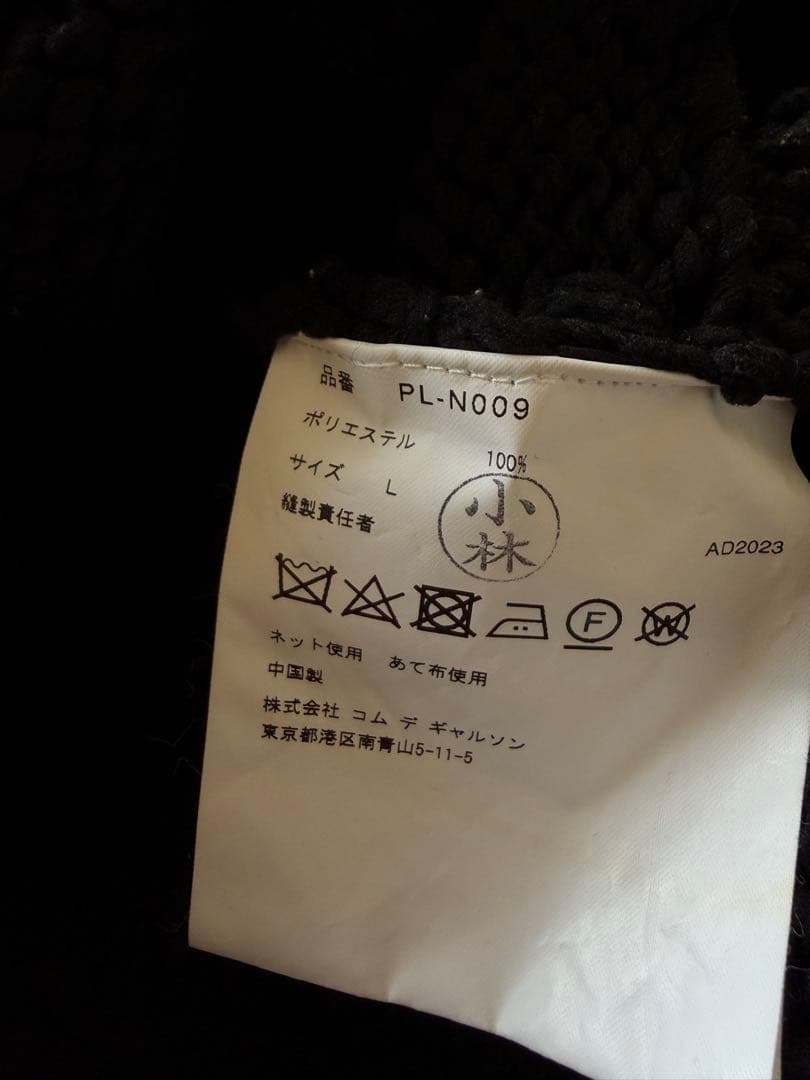 品番 PL-N009
ポリエステル 100%
サイズ L
縫製責任者 小林
AD2023
F W
ネット使用 あて布使用
中国製
株式会社 コム デ ギャルソン
東京都港区南青山5-11-5